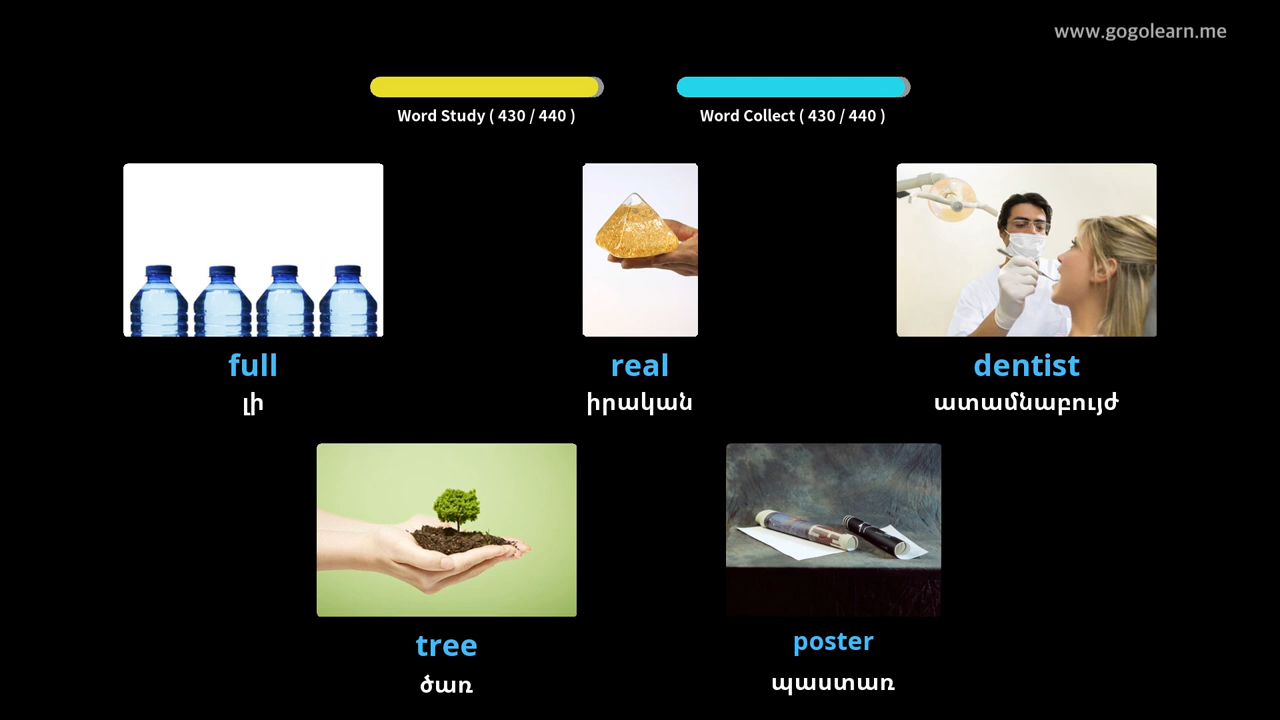 www.gogolearn.me
Word Study ( 430 / 440 )
Word Collect ( 430 / 440 )
full
լի
real
իրական
dentist
ատամնաբույժ
tree
ծառ
poster
պաստառ